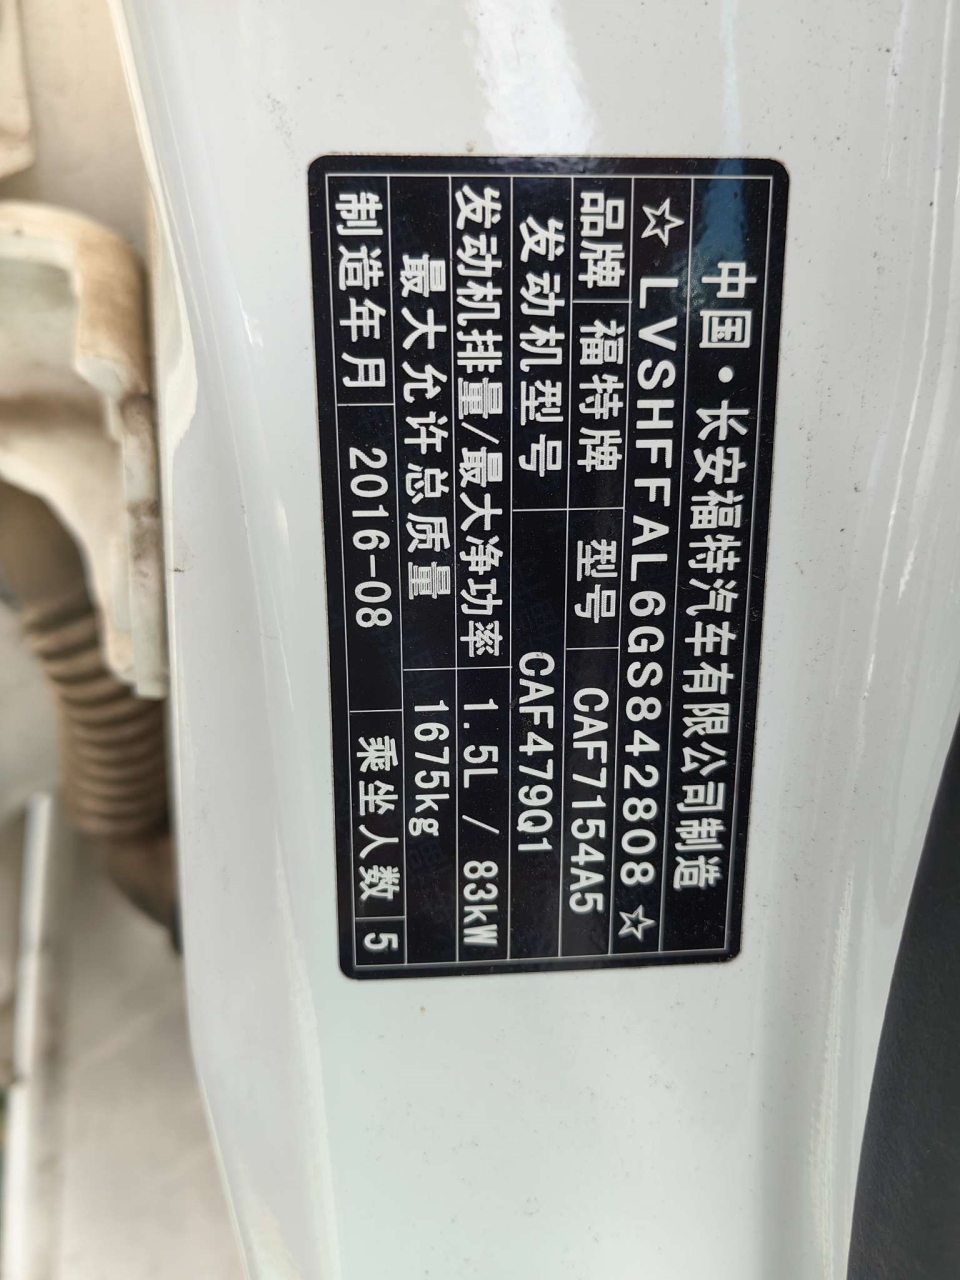 中国·长安福特汽车有限公司制造
☆LVSHFFAL6GS842808☆
品牌 福特牌 型号 CAF7154A5
发动机型号 CAF479Q1
发动机排量/最大净功率 1.5L / 83kW
最大允许总质量 1675kg
制造年月 2016-08 乘坐人数 5